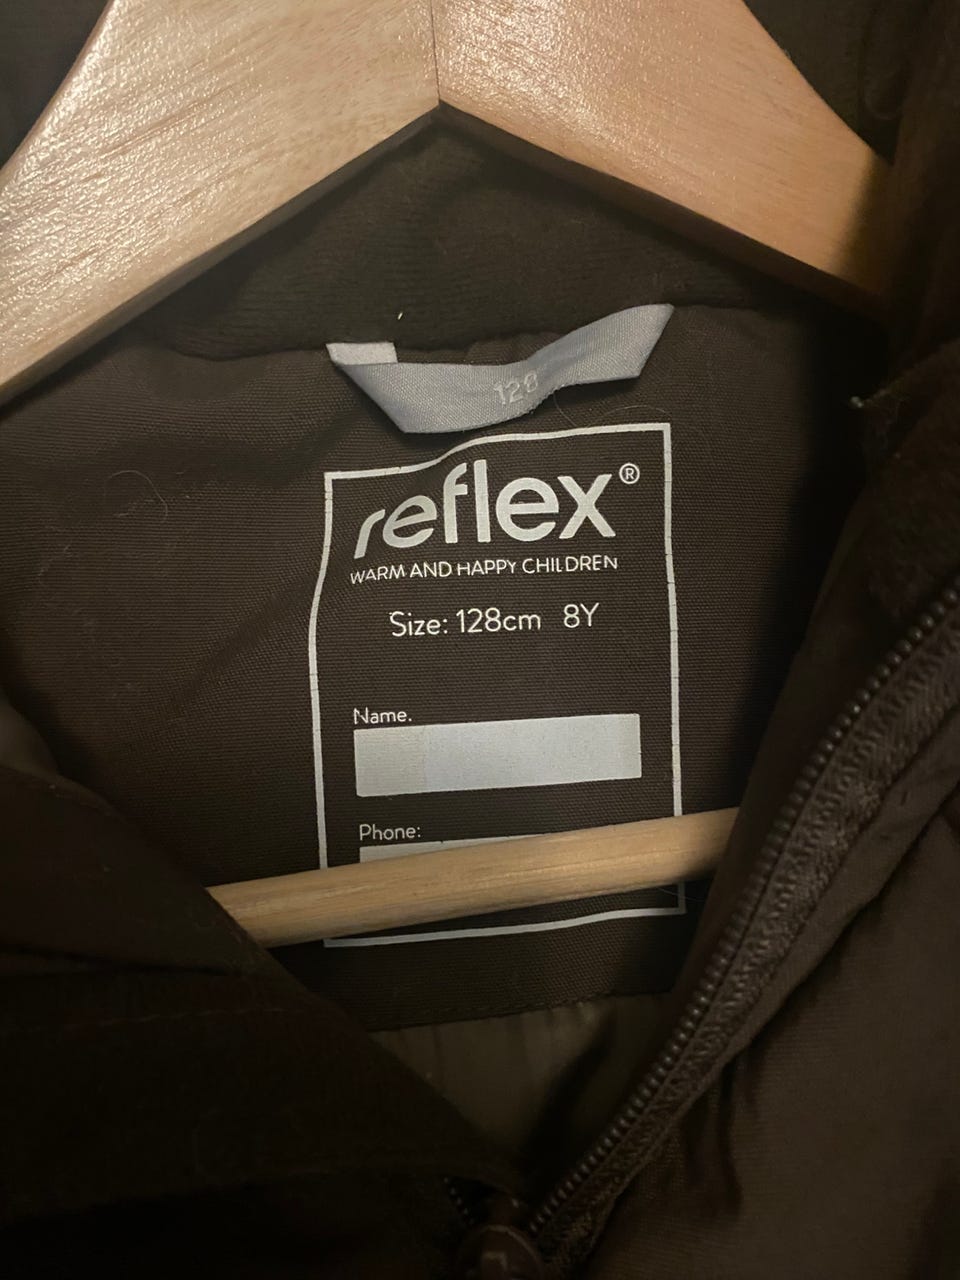 128
reflex®
WARM AND HAPPY CHILDREN
Size: 128cm 8Y
Name.
Phone: